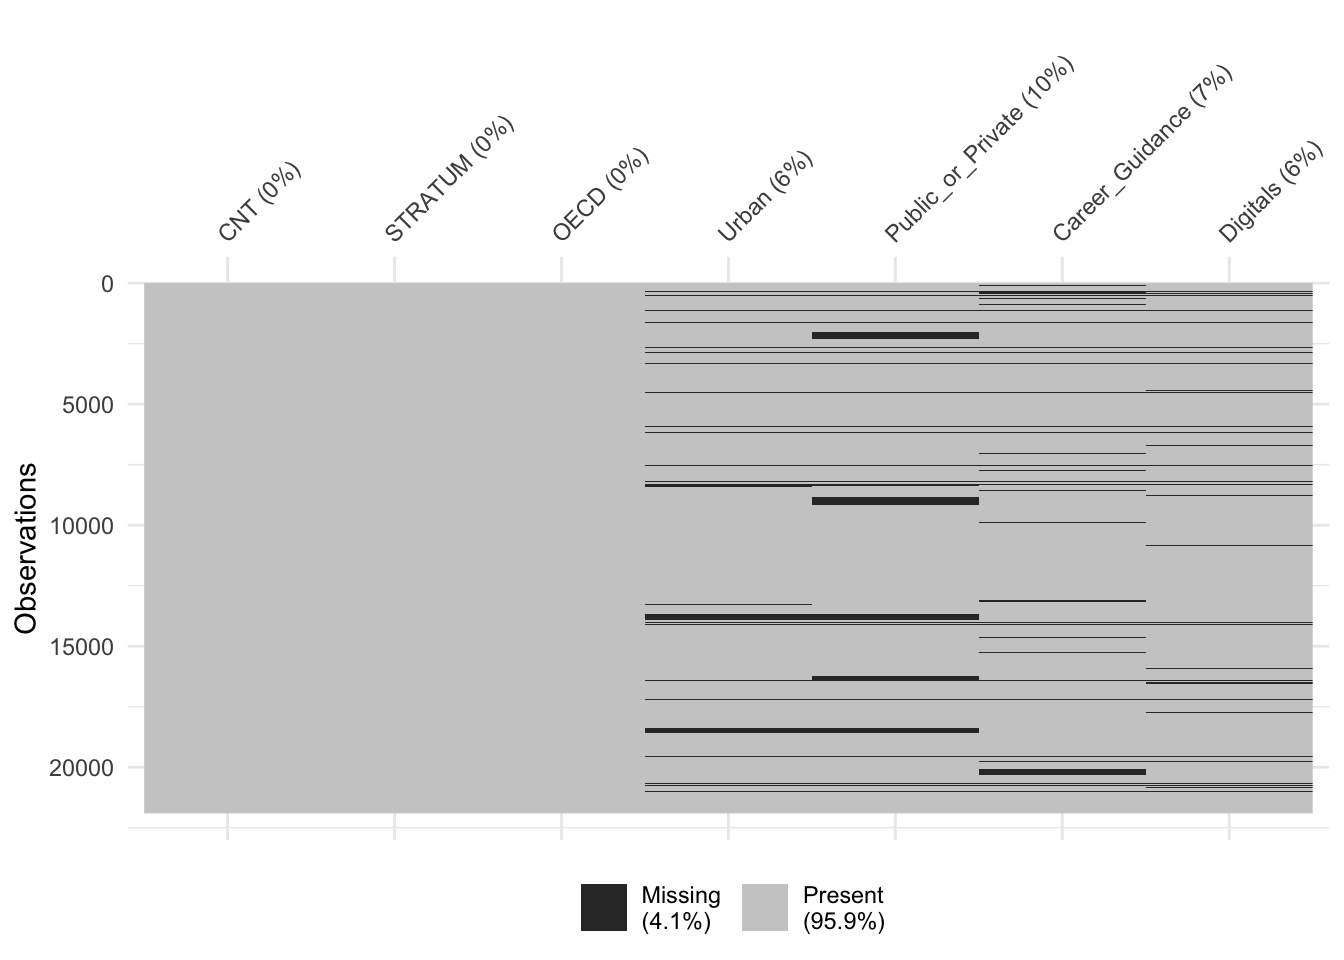 CNT (0%)
STRATUM (0%)
OECD (0%)
Urban (6%)
Public_or_Private (10%)
Career_Guidance (7%)
Digitals (6%)
0
5000
10000
15000
20000
Observations
Missing
(4.1%)
Present
(95.9%)